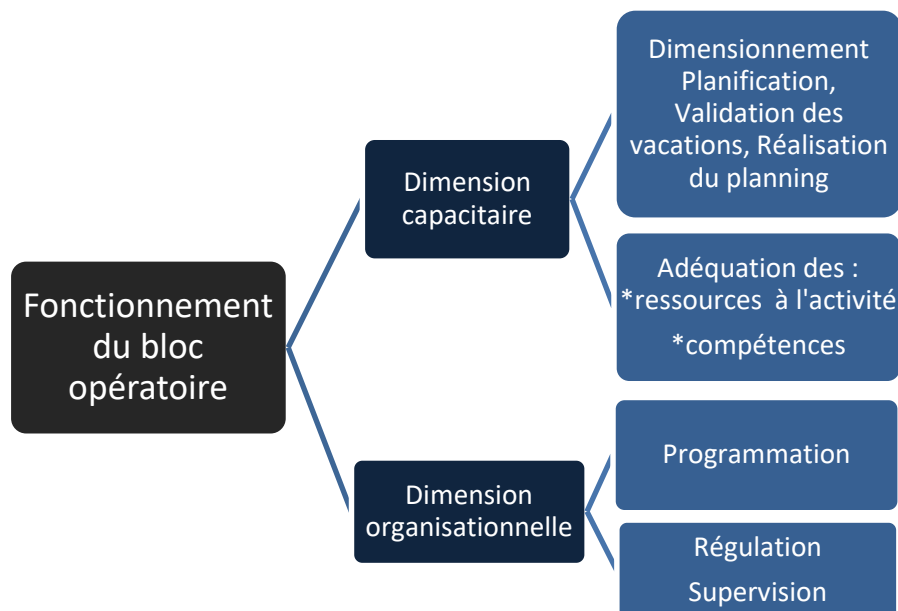 Fonctionnement
du bloc
opératoire
Dimension
capacitaire
Dimensionnement
Planification,
Validation des
vacations, Réalisation
du planning
Adéquation des :
*ressources à l'activité
*compétences
Dimension
organisationnelle
Programmation
Régulation
Supervision